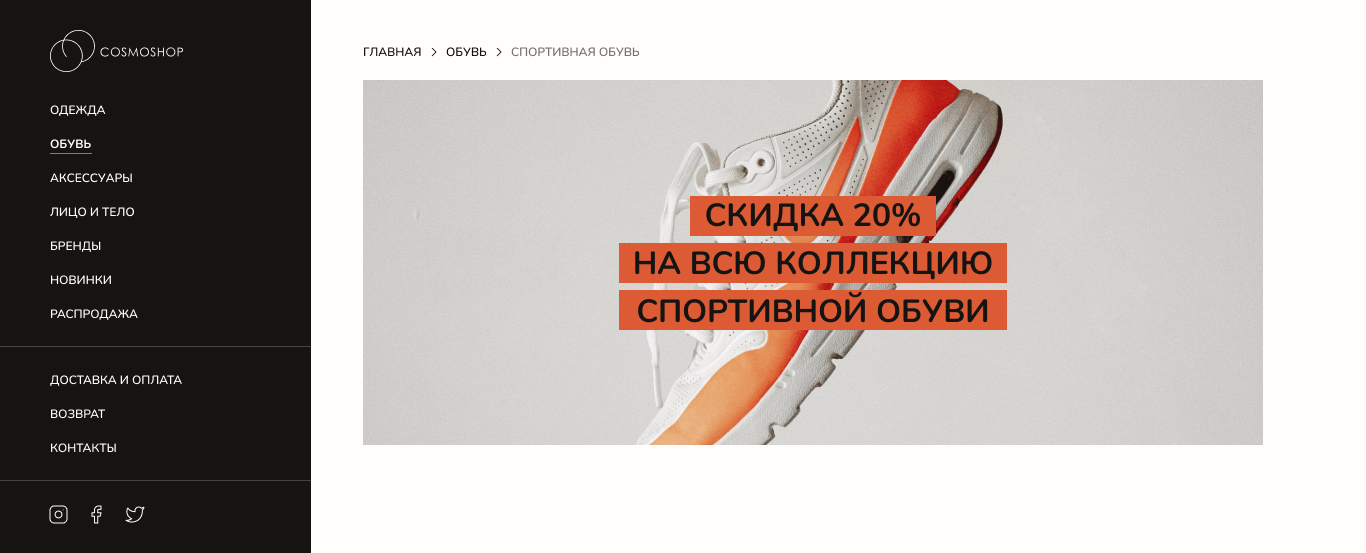 COSMOSHOP
ОДЕЖДА
ОБУВЬ
АКСЕССУАРЫ
ЛИЦО И ТЕЛО
БРЕНДЫ
НОВИНКИ
РАСПРОДАЖА
ДОСТАВКА И ОПЛАТА
ВОЗВРАТ
КОНТАКТЫ
ГЛАВНАЯ > ОБУВЬ > СПОРТИВНАЯ ОБУВЬ
СКИДКА 20%
НА ВСЮ КОЛЛЕКЦИЮ
СПОРТИВНОЙ ОБУВИ